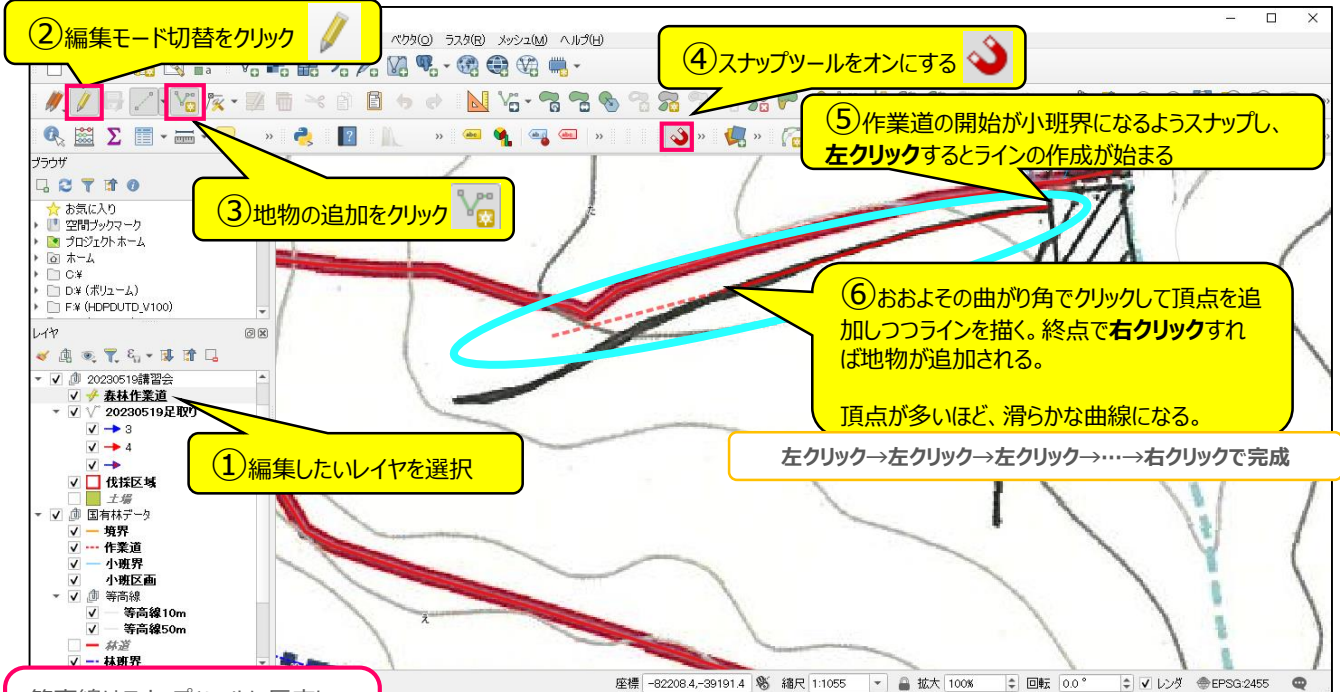 ②編集モード切替をクリック
ベクタ(O) ラスタ(R) メッシュ(M) ヘルプ(H)
④スナップツールをオンにする
⑤作業道の開始が小班界になるようスナップし、
左クリックするとラインの作成が始まる
③地物の追加をクリック
⑥おおよその曲がり角でクリックして頂点を追
加しつつラインを描く。終点で右クリックすれ
ば地物が追加される。
頂点が多いほど、滑らかな曲線になる。
左クリック→左クリック→左クリック→…→右クリックで完成
①編集したいレイヤを選択
ブラウザ
お気に入り
空間ブックマーク
プロジェクトホーム
ホーム
C:¥
D:¥ (ボリューム)
F:¥ (HDPDUTD_V100)
レイヤ
20230519講習会
森林作業道
20230519足取り
3
4
伐採区域
土場
国有林データ
境界
作業道
小班界
小班区画
等高線
等高線10m
等高線50m
林道
林班界
た
え
座標 -82208.4,-39191.4 縮尺 1:1055 拡大 100% 回転 0.0 ° レンダ EPSG:2455